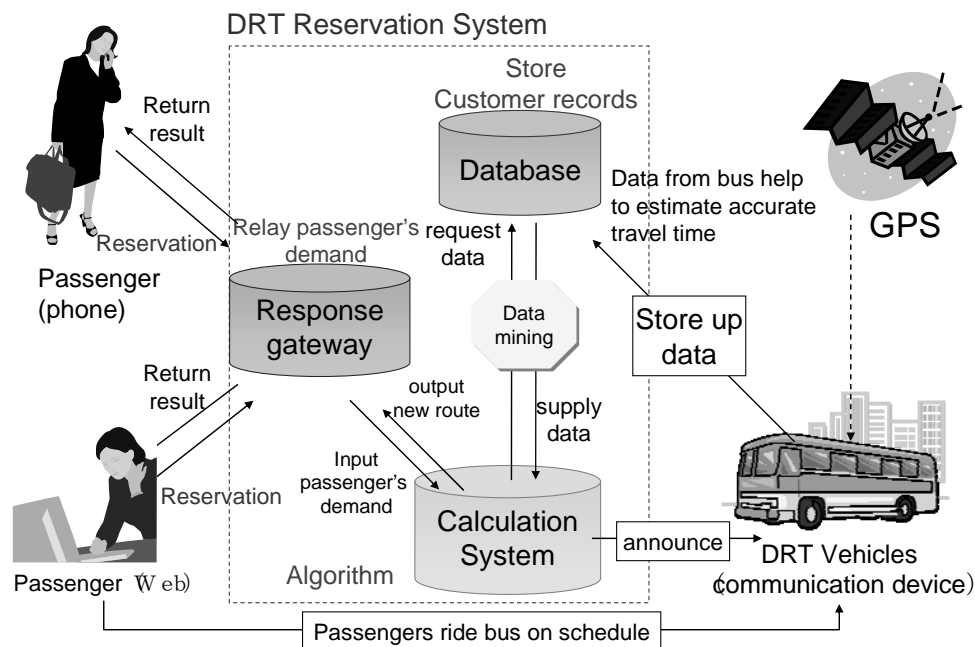 DRT Reservation System
Return
result
Reservation
Passenger
(phone)
Store
Customer records
Database
Relay passenger's
demand
request
data
Response
gateway
Data
mining
Data from bus help
to estimate accurate
travel time
GPS
Store up
data
Return
result
output
new route
supply
data
Input
passenger's
demand
Reservation
Calculation
System
Algorithm
announce
Passenger (Web)
DRT Vehicles
(communication device)
Passengers ride bus on schedule